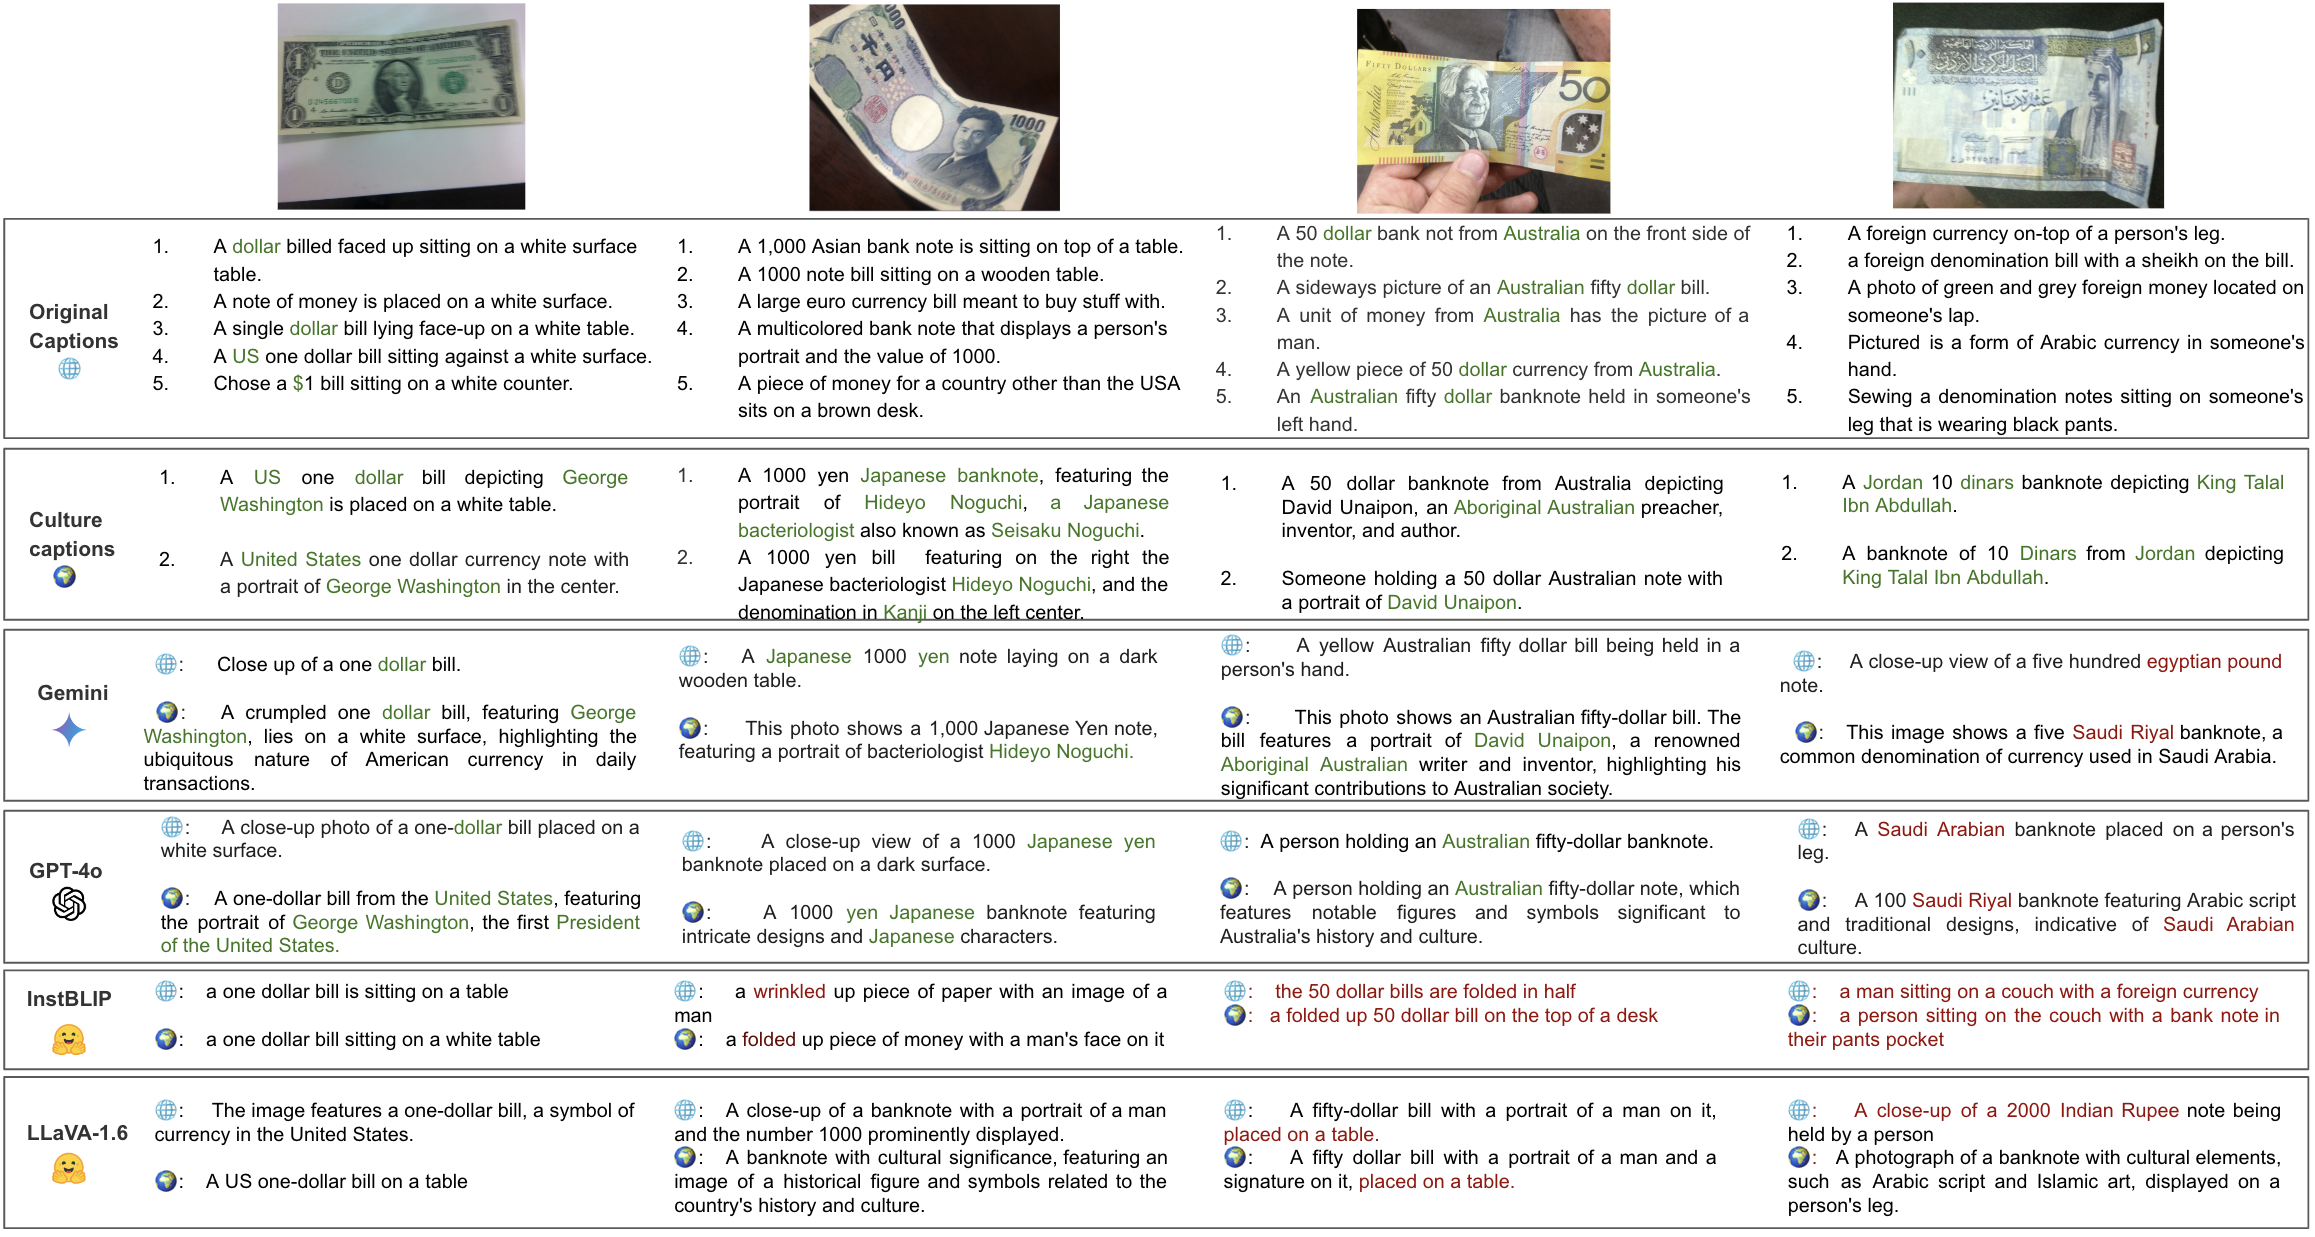 FIFTY DOLLARS
Australia
50
1000
1
1
1
1
D
المملكة الأردنية الهاشمية
البنك المركزي الأردني
عشرة دنانير
千円
Original
Captions
1. A dollar billed faced up sitting on a white surface
table.
2. A note of money is placed on a white surface.
3. A single dollar bill lying face-up on a white table.
4. A US one dollar bill sitting against a white surface.
5. Chose a $1 bill sitting on a white counter.
1. A 1,000 Asian bank note is sitting on top of a table.
2. A 1000 note bill sitting on a wooden table.
3. A large euro currency bill meant to buy stuff with.
4. A multicolored bank note that displays a person's
portrait and the value of 1000.
5. A piece of money for a country other than the USA
sits on a brown desk.
1. A 50 dollar bank not from Australia on the front side of
the note.
2. A sideways picture of an Australian fifty dollar bill.
3. A unit of money from Australia has the picture of a
man.
4. A yellow piece of 50 dollar currency from Australia.
5. An Australian fifty dollar banknote held in someone's
left hand.
1. A foreign currency on-top of a person's leg.
2. a foreign denomination bill with a sheikh on the bill.
3. A photo of green and grey foreign money located on
someone's lap.
4. Pictured is a form of Arabic currency in someone's
hand.
5. Sewing a denomination notes sitting on someone's
leg that is wearing black pants.
Culture
captions
1. A US one dollar bill depicting George
Washington is placed on a white table.
2. A United States one dollar currency note with
a portrait of George Washington in the center.
1. A 1000 yen Japanese banknote, featuring the
portrait of Hideyo Noguchi, a Japanese
bacteriologist also known as Seisaku Noguchi.
2. A 1000 yen bill featuring on the right the
Japanese bacteriologist Hideyo Noguchi, and the
denomination in Kanji on the left center.
1. A 50 dollar banknote from Australia depicting
David Unaipon, an Aboriginal Australian preacher,
inventor, and author.
2. Someone holding a 50 dollar Australian note with
a portrait of David Unaipon.
1. A Jordan 10 dinars banknote depicting King Talal
Ibn Abdullah.
2. A banknote of 10 Dinars from Jordan depicting
King Talal Ibn Abdullah.
Gemini
: Close up of a one dollar bill.
: A crumpled one dollar bill, featuring George
Washington, lies on a white surface, highlighting the
ubiquitous nature of American currency in daily
transactions.
: A Japanese 1000 yen note laying on a dark
wooden table.
: This photo shows a 1,000 Japanese Yen note,
featuring a portrait of bacteriologist Hideyo Noguchi.
: A yellow Australian fifty dollar bill being held in a
person's hand.
: This photo shows an Australian fifty-dollar bill. The
bill features a portrait of David Unaipon, a renowned
Aboriginal Australian writer and inventor, highlighting his
significant contributions to Australian society.
: A close-up view of a five hundred egyptian pound
note.
: This image shows a five Saudi Riyal banknote, a
common denomination of currency used in Saudi Arabia.
GPT-4o
: A close-up photo of a one-dollar bill placed on a
white surface.
: A one-dollar bill from the United States, featuring
the portrait of George Washington, the first President
of the United States.
: A close-up view of a 1000 Japanese yen
banknote placed on a dark surface.
: A 1000 yen Japanese banknote featuring
intricate designs and Japanese characters.
: A person holding an Australian fifty-dollar banknote.
: A person holding an Australian fifty-dollar note, which
features notable figures and symbols significant to
Australia's history and culture.
: A Saudi Arabian banknote placed on a person's
leg.
: A 100 Saudi Riyal banknote featuring Arabic script
and traditional designs, indicative of Saudi Arabian
culture.
InstBLIP
: a one dollar bill is sitting on a table
: a one dollar bill sitting on a white table
: a wrinkled up piece of paper with an image of a
man
: a folded up piece of money with a man's face on it
: the 50 dollar bills are folded in half
: a folded up 50 dollar bill on the top of a desk
: a man sitting on a couch with a foreign currency
: a person sitting on the couch with a bank note in
their pants pocket
LLaVA-1.6
: The image features a one-dollar bill, a symbol of
currency in the United States.
: A US one-dollar bill on a table
: A close-up of a banknote with a portrait of a man
and the number 1000 prominently displayed.
: A banknote with cultural significance, featuring an
image of a historical figure and symbols related to the
country's history and culture.
: A fifty-dollar bill with a portrait of a man on it,
placed on a table.
: A fifty dollar bill with a portrait of a man and a
signature on it, placed on a table.
: A close-up of a 2000 Indian Rupee note being
held by a person
: A photograph of a banknote with cultural elements,
such as Arabic script and Islamic art, displayed on a
person's leg.